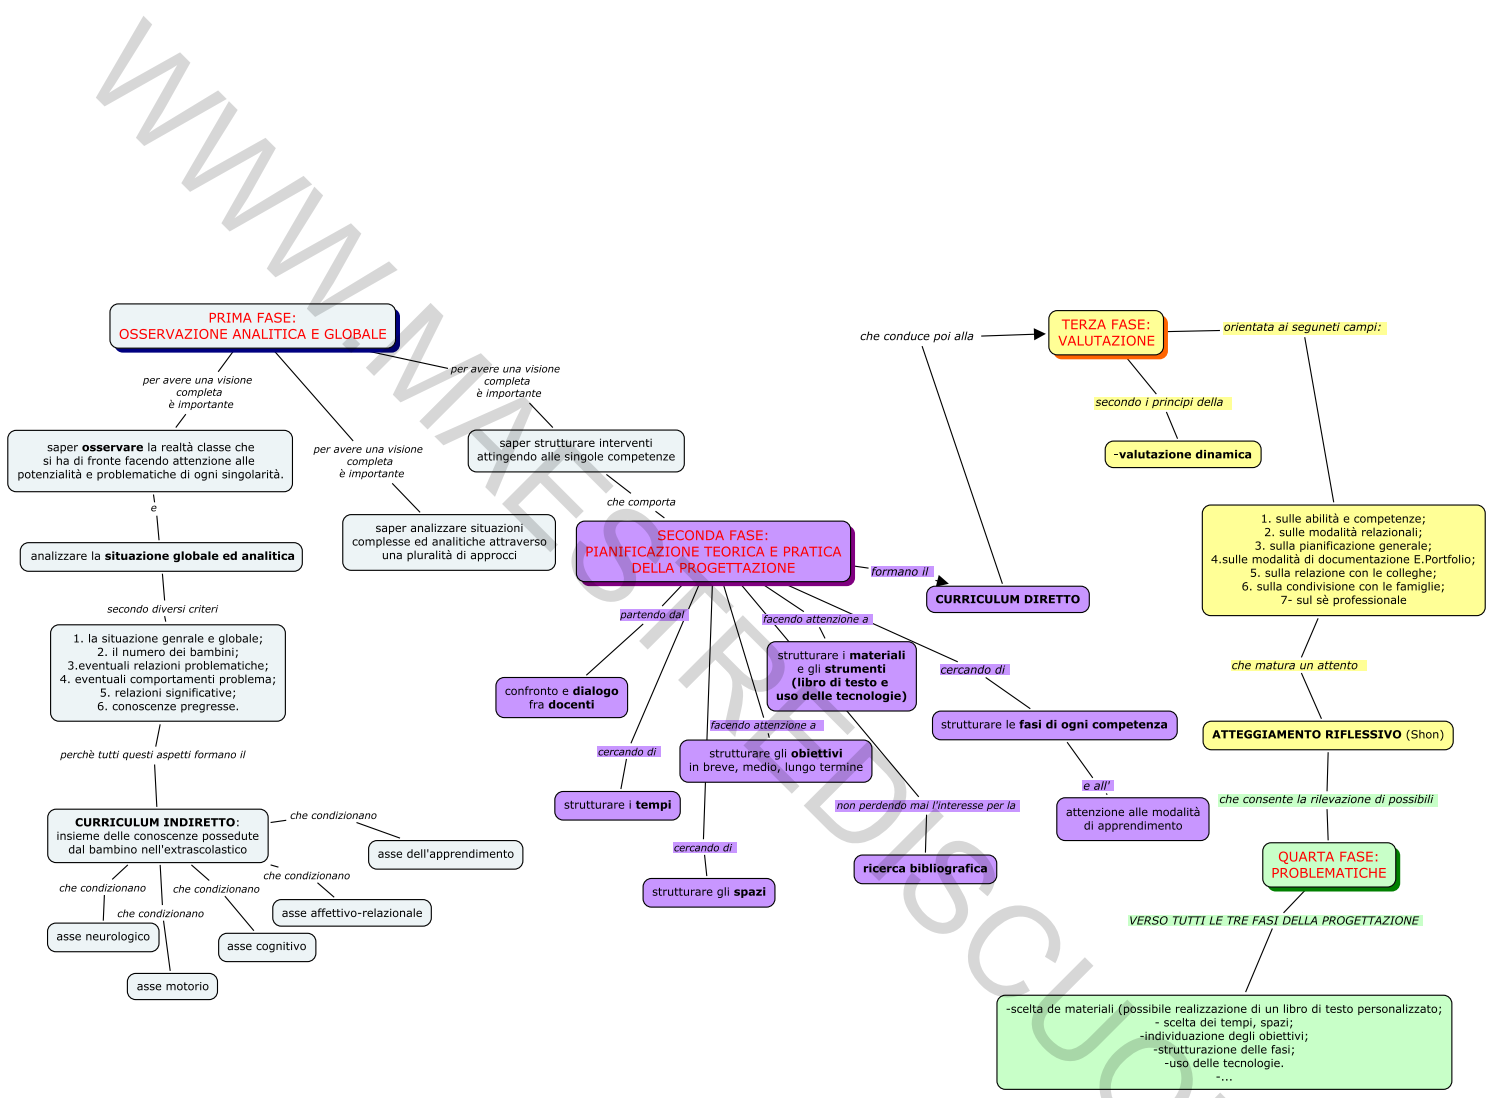 WWW.MAESTREDISCUO
PRIMA FASE:
OSSERVAZIONE ANALITICA E GLOBALE
per avere una visione
completa
è importante
saper osservare la realtà classe che
si ha di fronte facendo attenzione alle
potenzialità e problematiche di ogni singolarità.
e
analizzare la situazione globale ed analitica
secondo diversi criteri
1. la situazione genrale e globale;
2. il numero dei bambini;
3.eventuali relazioni problematiche;
4. eventuali comportamenti problema;
5. relazioni significative;
6. conoscenze pregresse.
perchè tutti questi aspetti formano il
CURRICULUM INDIRETTO:
insieme delle conoscenze possedute
dal bambino nell'extrascolastico
che condizionano
asse neurologico
che condizionano
asse motorio
che condizionano
asse cognitivo
che condizionano
asse affettivo-relazionale
che condizionano
asse dell'apprendimento
per avere una visione
completa
è importante
saper analizzare situazioni
complesse ed analitiche attraverso
una pluralità di approcci
per avere una visione
completa
è importante
saper strutturare interventi
attingendo alle singole competenze
che comporta
SECONDA FASE:
PIANIFICAZIONE TEORICA E PRATICA
DELLA PROGETTAZIONE
partendo dal
confronto e dialogo
fra docenti
cercando di
strutturare i tempi
cercando di
strutturare gli spazi
facendo attenzione a
strutturare gli obiettivi
in breve, medio, lungo termine
facendo attenzione a
strutturare i materiali
e gli strumenti
(libro di testo e
uso delle tecnologie)
non perdendo mai l'interesse per la
ricerca bibliografica
cercando di
strutturare le fasi di ogni competenza
e all'
attenzione alle modalità
di apprendimento
formano il
CURRICULUM DIRETTO
che conduce poi alla
TERZA FASE:
VALUTAZIONE
secondo i principi della
-valutazione dinamica
orientata ai seguneti campi:
1. sulle abilità e competenze;
2. sulle modalità relazionali;
3. sulla pianificazione generale;
4.sulle modalità di documentazione E.Portfolio;
5. sulla relazione con le colleghe;
6. sulla condivisione con le famiglie;
7- sul sè professionale
che matura un attento
ATTEGGIAMENTO RIFLESSIVO (Shon)
che consente la rilevazione di possibili
QUARTA FASE:
PROBLEMATICHE
VERSO TUTTI LE TRE FASI DELLA PROGETTAZIONE
-scelta de materiali (possibile realizzazione di un libro di testo personalizzato;
- scelta dei tempi, spazi;
-individuazione degli obiettivi;
-strutturazione delle fasi;
-uso delle tecnologie.
-...